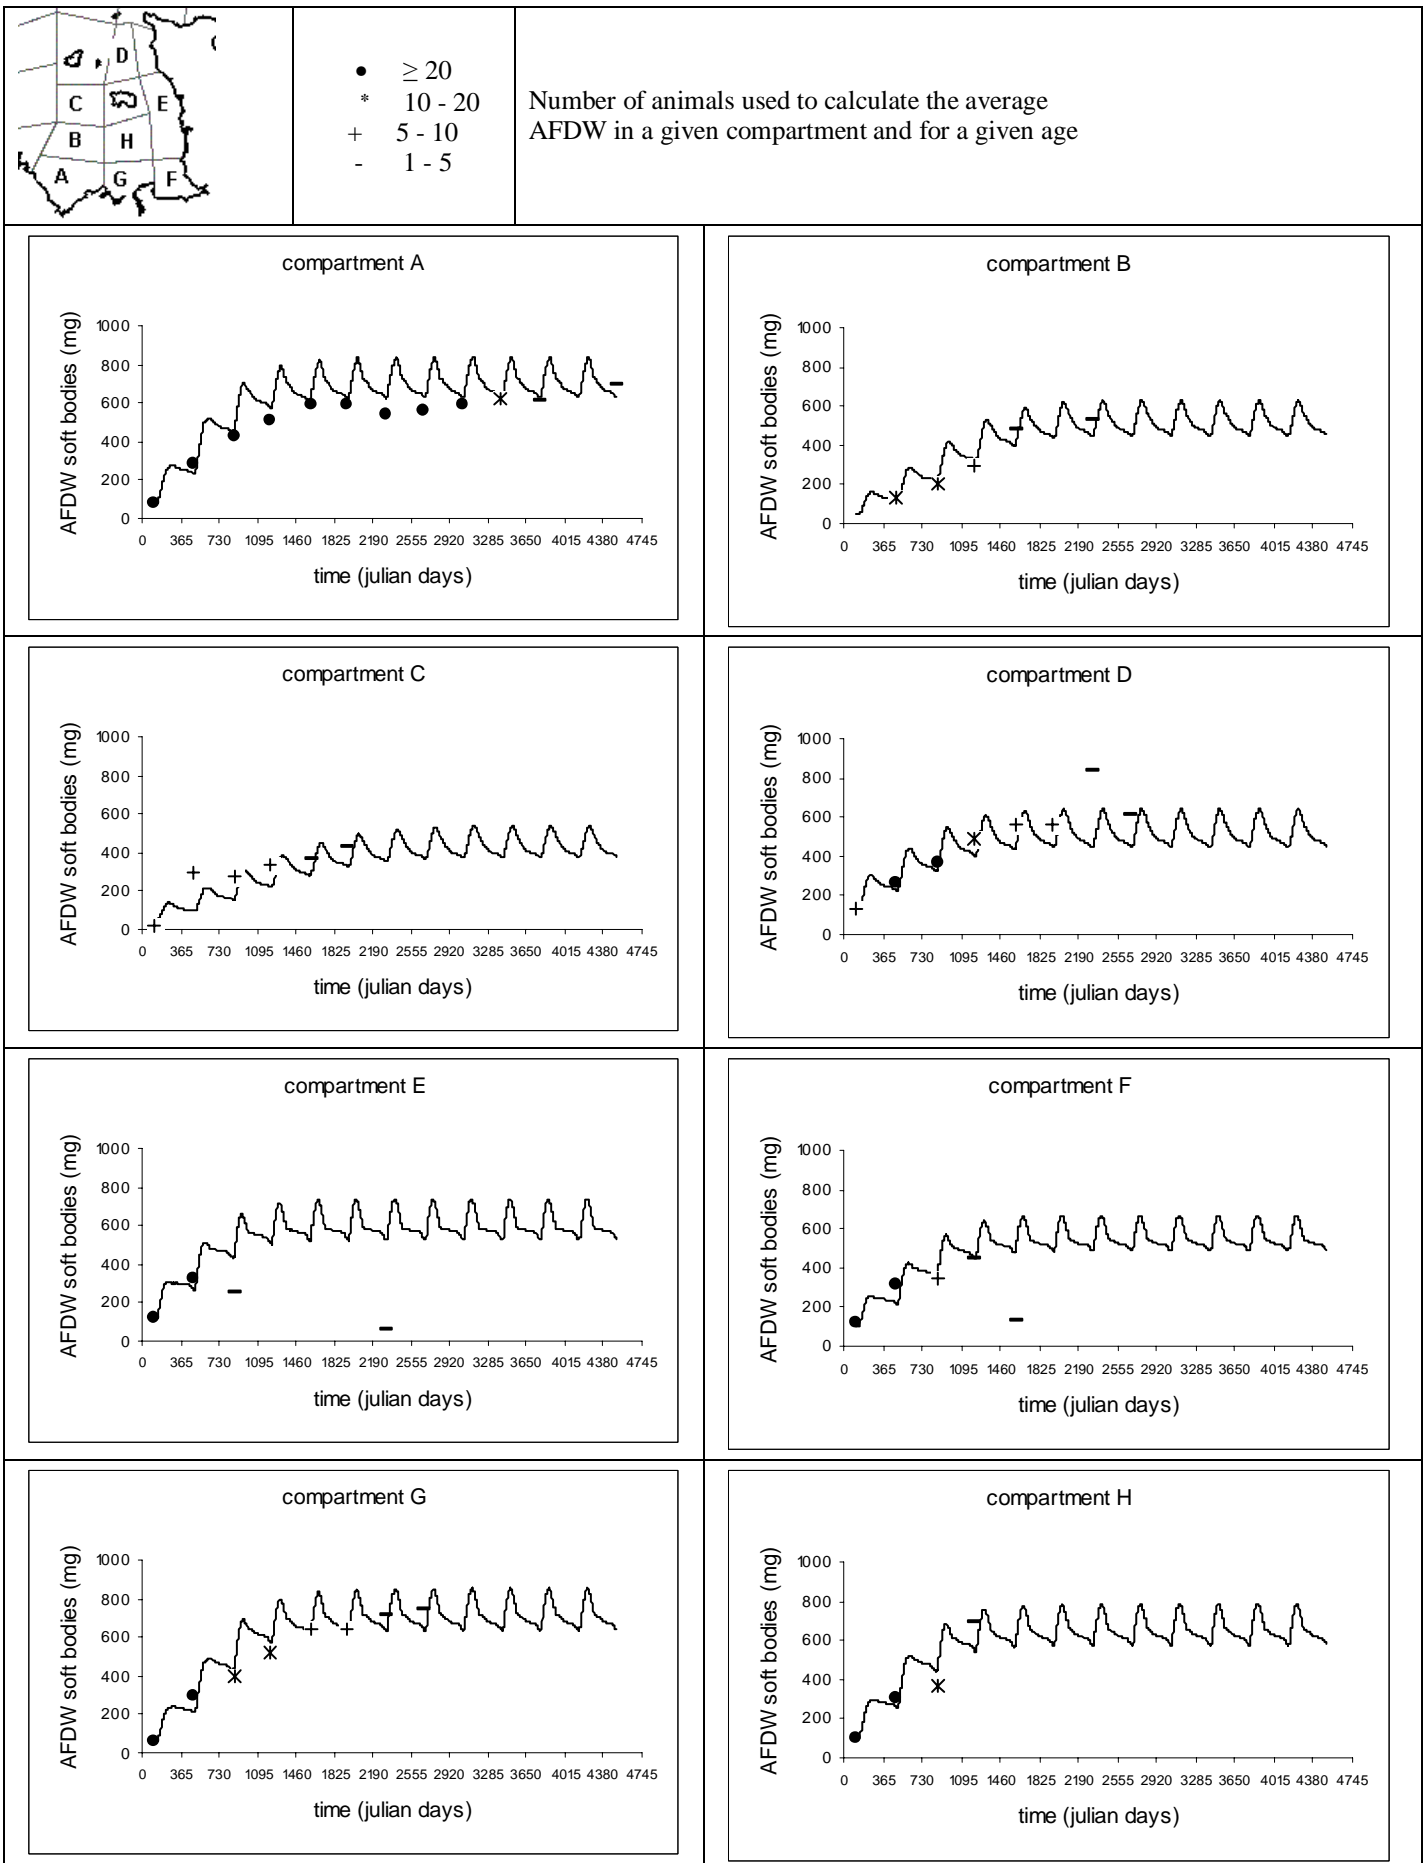 D
C
E
B
H
A
G
F
● ≥ 20
* 10 - 20
+ 5 - 10
- 1 - 5
Number of animals used to calculate the average
AFDW in a given compartment and for a given age
compartment A
AFDW soft bodies (mg)
1000
800
600
400
200
0
0 365 730 1095 1460 1825 2190 2555 2920 3285 3650 4015 4380 4745
time (julian days)
compartment B
AFDW soft bodies (mg)
1000
800
600
400
200
0
0 365 730 1095 1460 1825 2190 2555 2920 3285 3650 4015 4380 4745
time (julian days)
compartment C
AFDW soft bodies (mg)
1000
800
600
400
200
0
0 365 730 1095 1460 1825 2190 2555 2920 3285 3650 4015 4380 4745
time (julian days)
compartment D
AFDW soft bodies (mg)
1000
800
600
400
200
0
0 365 730 1095 1460 1825 2190 2555 2920 3285 3650 4015 4380 4745
time (julian days)
compartment E
AFDW soft bodies (mg)
1000
800
600
400
200
0
0 365 730 1095 1460 1825 2190 2555 2920 3285 3650 4015 4380 4745
time (julian days)
compartment F
AFDW soft bodies (mg)
1000
800
600
400
200
0
0 365 730 1095 1460 1825 2190 2555 2920 3285 3650 4015 4380 4745
time (julian days)
compartment G
AFDW soft bodies (mg)
1000
800
600
400
200
0
0 365 730 1095 1460 1825 2190 2555 2920 3285 3650 4015 4380 4745
time (julian days)
compartment H
AFDW soft bodies (mg)
1000
800
600
400
200
0
0 365 730 1095 1460 1825 2190 2555 2920 3285 3650 4015 4380 4745
time (julian days)